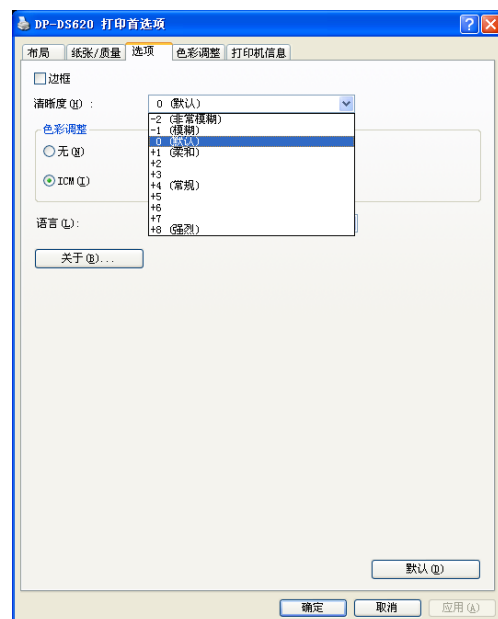 DP-DS620 打印首选项
布局 纸张/质量 选项 色彩调整 打印机信息
边框
清晰度(H) : 0 (默认)
-2 (非常模糊)
-1 (模糊)
0 (默认)
+1 (柔和)
+2
+3
+4 (常规)
+5
+6
+7
+8 (强烈)
色彩调整
无(N)
ICM(I)
语言(L):
关于(B)...
默认(D)
确定 取消 应用(A)